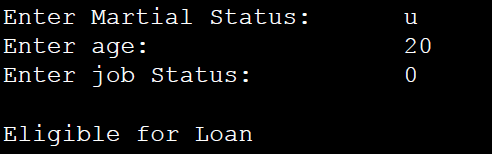 Enter Martial Status: u
Enter age: 20
Enter job Status: 0
Eligible for Loan